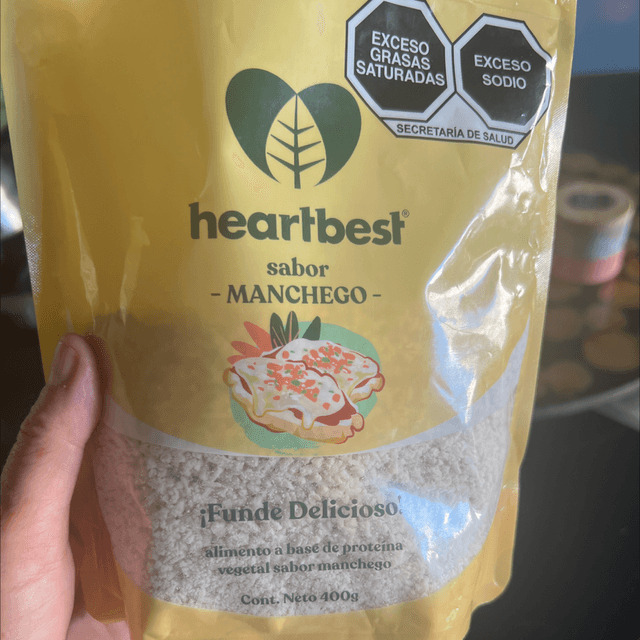 EXCESO
GRASAS
SATURADAS
EXCESO
SODIO
SECRETARÍA DE SALUD
heartbest®
sabor
- MANCHEGO -
¡Funde Delicioso!
alimento a base de proteína
vegetal sabor manchego
Cont. Neto 400g